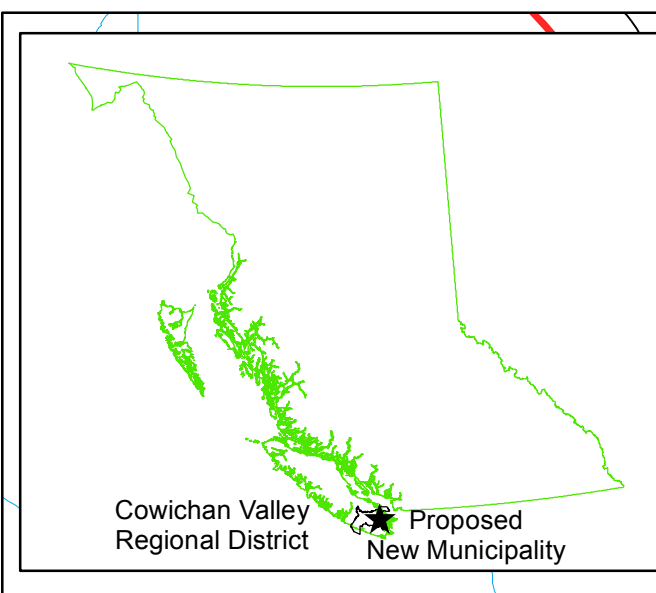 Cowichan Valley
Regional District
Proposed
New Municipality